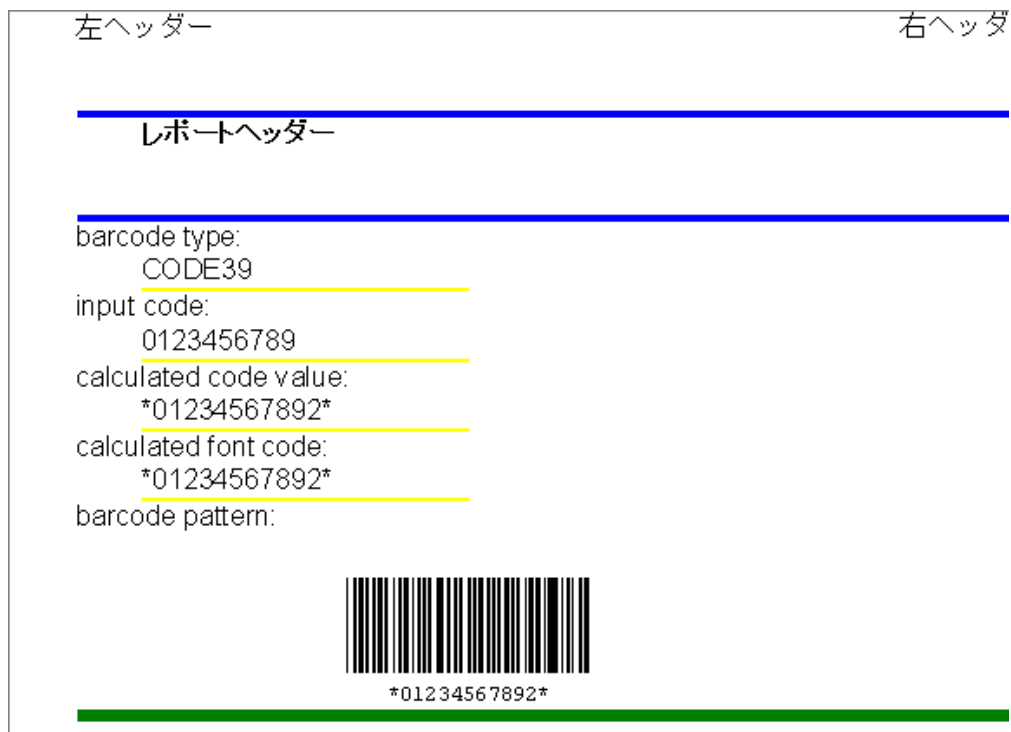 左ヘッダー
右ヘッダ
レポートヘッダー
barcode type:
CODE39
input code:
0123456789
calculated code value:
*01234567892*
calculated font code:
*01234567892*
barcode pattern:
*01234567892*